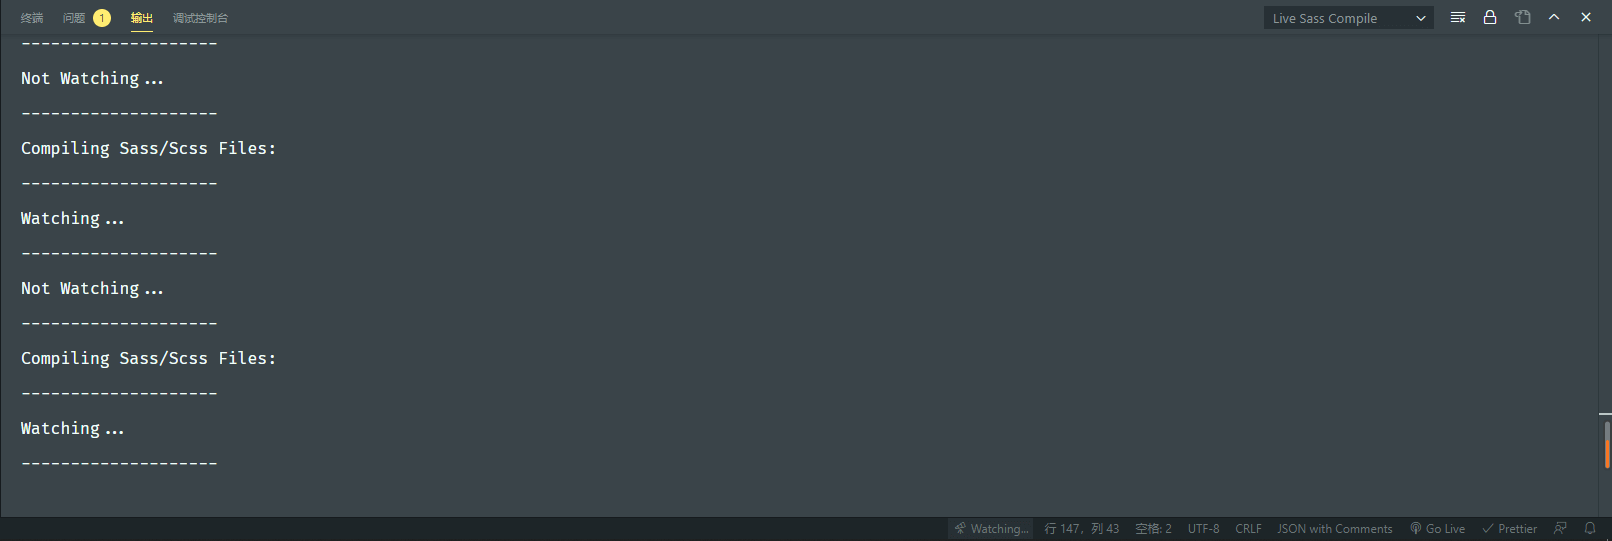 终端 问题 1 输出 调试控制台 Live Sass Compile
--------------------
Not Watching...
--------------------
Compiling Sass/Scss Files:
--------------------
Watching...
--------------------
Not Watching...
--------------------
Compiling Sass/Scss Files:
--------------------
Watching...
--------------------
Watching... 行 147，列 43 空格: 2 UTF-8 CRLF JSON with Comments Go Live Prettier